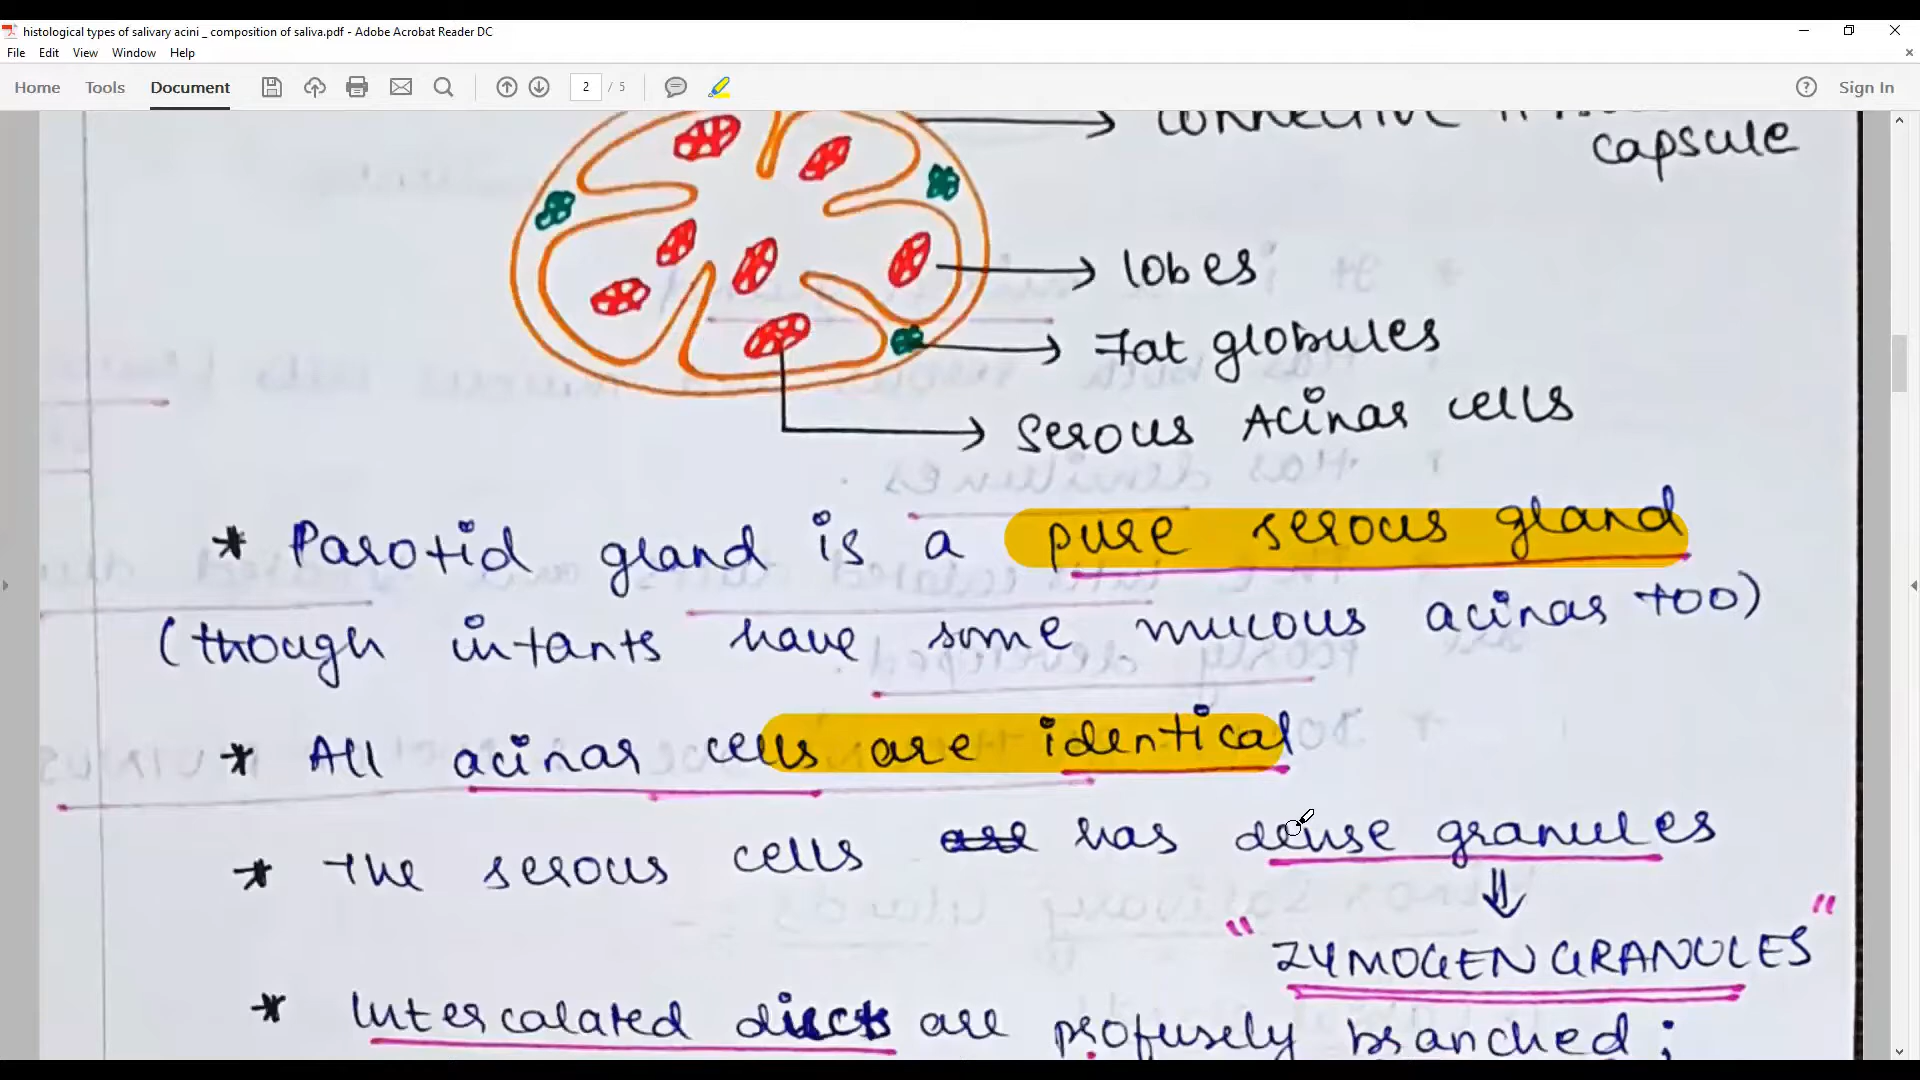 histological types of salivary acini _ composition of saliva.pdf - Adobe Acrobat Reader DC
File Edit View Window Help
Home Tools Document 2 / 5 Sign In
capsule
lobes
Fat globules
Serous Acinar cells
* Parotid gland is a pure serous gland
(though infants have some mucous acinas too)
* All acinar cells are identical
* The serous cells has dense granules
"ZYMOGEN GRANULES"
* Intercalated ducts are profusely branched;